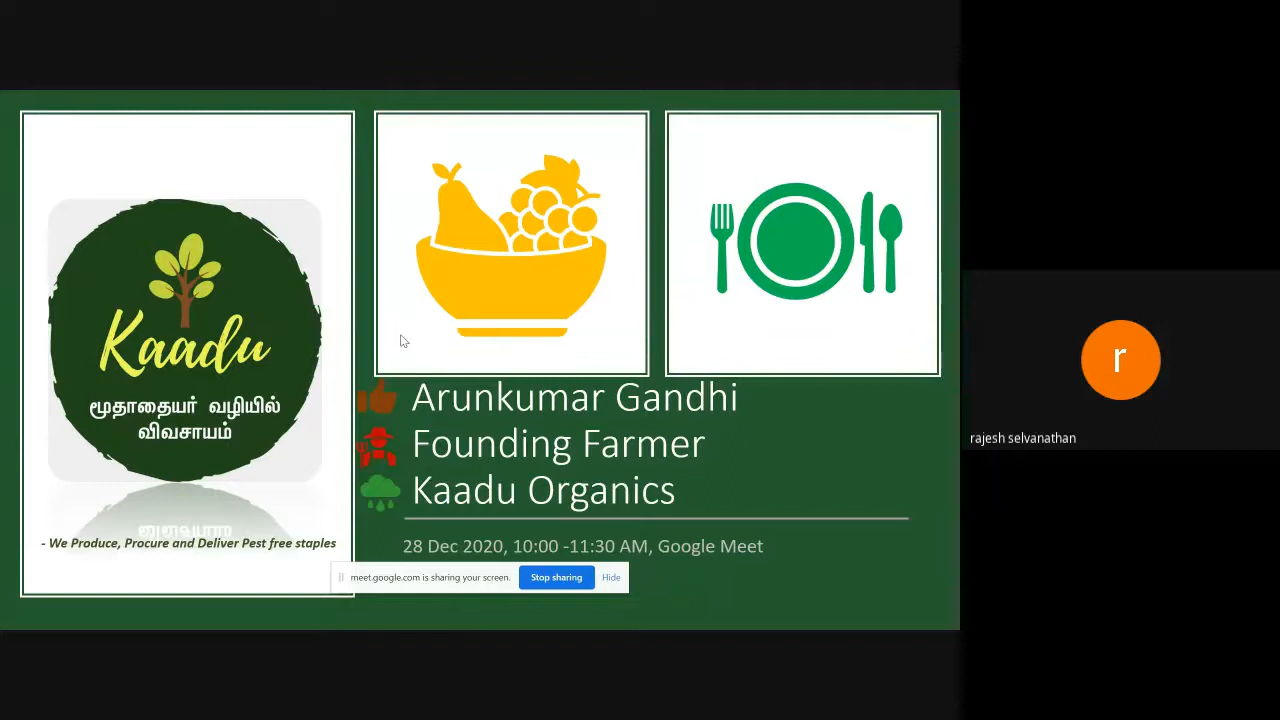 Kaadu
மூதாதையர் வழியில்
விவசாயம்
- We Produce, Procure and Deliver Pest free staples
Arunkumar Gandhi
Founding Farmer
Kaadu Organics
28 Dec 2020, 10:00 -11:30 AM, Google Meet
meet.google.com is sharing your screen.
Stop sharing
Hide
r
rajesh selvanathan